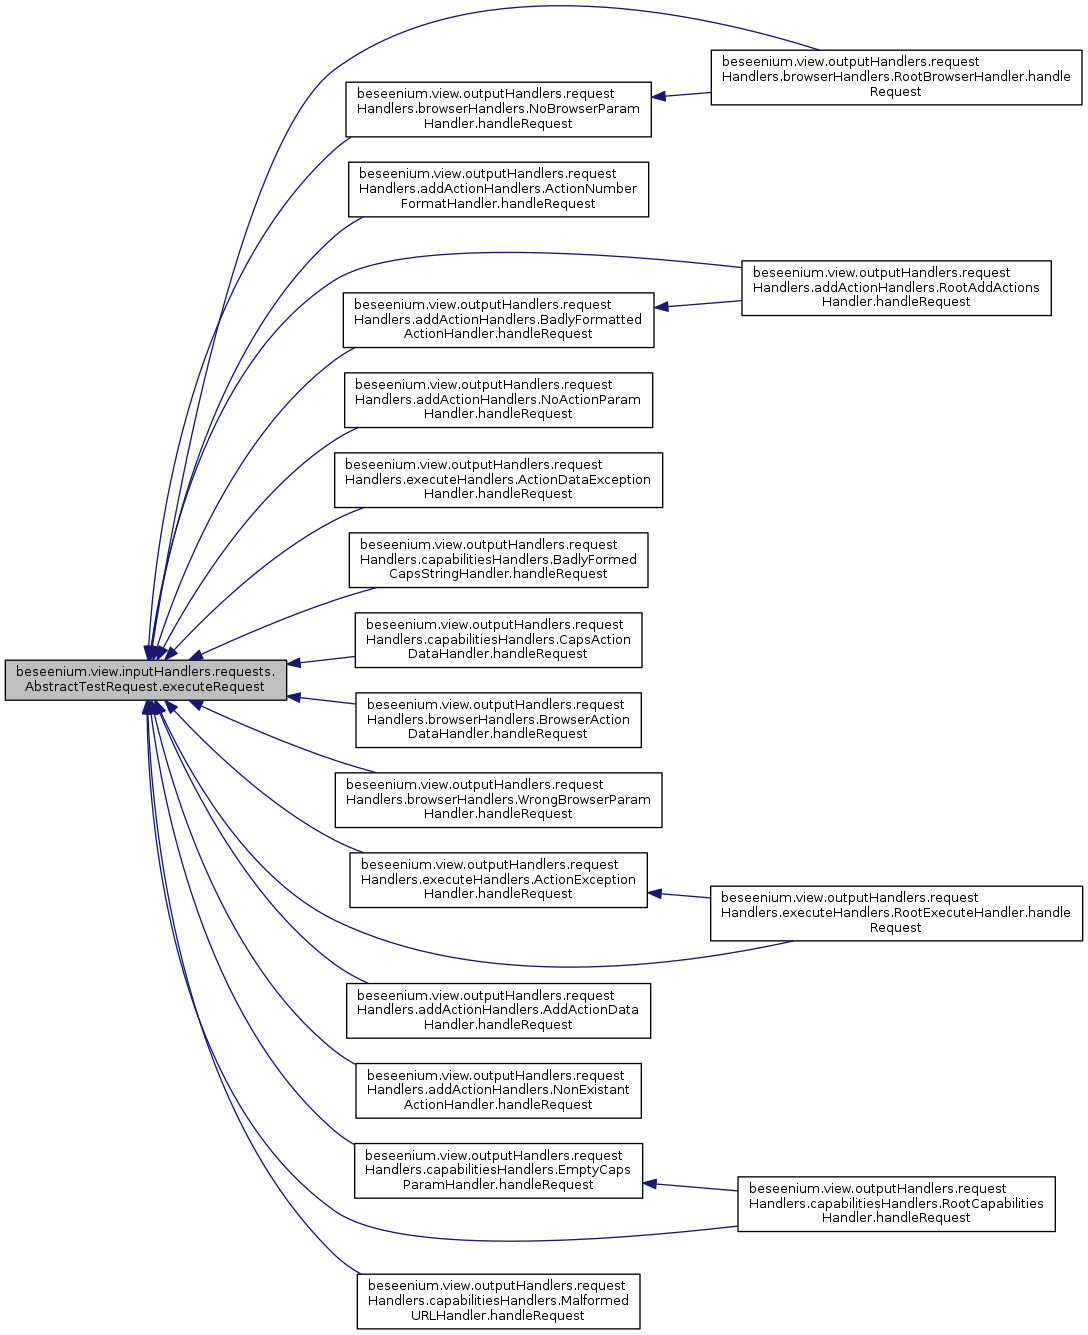 beseenium.view.outputHandlers.request
Handlers.browserHandlers.RootBrowserHandler.handle
Request
beseenium.view.outputHandlers.request
Handlers.browserHandlers.NoBrowserParam
Handler.handleRequest
beseenium.view.outputHandlers.request
Handlers.addActionHandlers.ActionNumber
FormatHandler.handleRequest
beseenium.view.outputHandlers.request
Handlers.addActionHandlers.RootAddActions
Handler.handleRequest
beseenium.view.outputHandlers.request
Handlers.addActionHandlers.BadlyFormatted
ActionHandler.handleRequest
beseenium.view.outputHandlers.request
Handlers.addActionHandlers.NoActionParam
Handler.handleRequest
beseenium.view.outputHandlers.request
Handlers.executeHandlers.ActionDataException
Handler.handleRequest
beseenium.view.outputHandlers.request
Handlers.capabilitiesHandlers.BadlyFormed
CapsStringHandler.handleRequest
beseenium.view.outputHandlers.request
Handlers.capabilitiesHandlers.CapsAction
DataHandler.handleRequest
beseenium.view.inputHandlers.requests.
AbstractTestRequest.executeRequest
beseenium.view.outputHandlers.request
Handlers.browserHandlers.BrowserAction
DataHandler.handleRequest
beseenium.view.outputHandlers.request
Handlers.browserHandlers.WrongBrowserParam
Handler.handleRequest
beseenium.view.outputHandlers.request
Handlers.executeHandlers.ActionException
Handler.handleRequest
beseenium.view.outputHandlers.request
Handlers.executeHandlers.RootExecuteHandler.handle
Request
beseenium.view.outputHandlers.request
Handlers.addActionHandlers.AddActionData
Handler.handleRequest
beseenium.view.outputHandlers.request
Handlers.addActionHandlers.NonExistant
ActionHandler.handleRequest
beseenium.view.outputHandlers.request
Handlers.capabilitiesHandlers.EmptyCaps
ParamHandler.handleRequest
beseenium.view.outputHandlers.request
Handlers.capabilitiesHandlers.RootCapabilities
Handler.handleRequest
beseenium.view.outputHandlers.request
Handlers.capabilitiesHandlers.Malformed
URLHandler.handleRequest